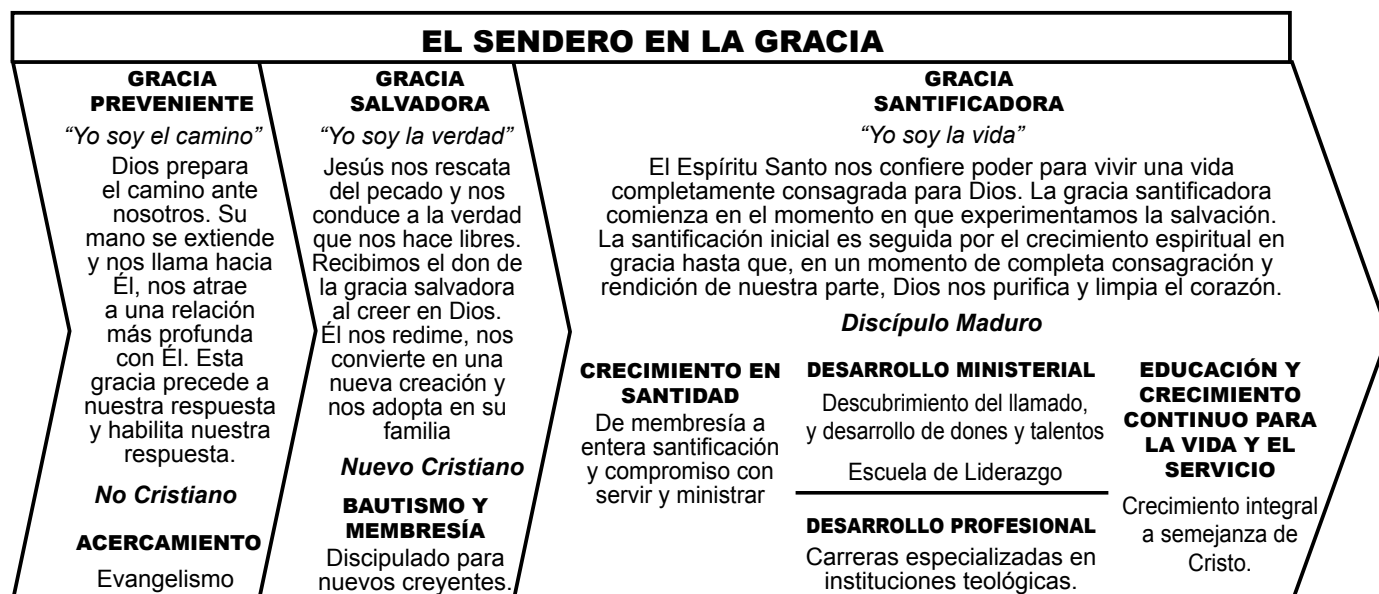 EL SENDERO EN LA GRACIA
GRACIA
PREVENIENTE
“Yo soy el camino”
Dios prepara
el camino ante
nosotros. Su
mano se extiende
y nos llama hacia
Él, nos atrae
a una relación
más profunda
con Él. Esta
gracia precede a
nuestra respuesta
y habilita nuestra
respuesta.
No Cristiano
ACERCAMIENTO
Evangelismo
GRACIA
SALVADORA
“Yo soy la verdad”
Jesús nos rescata
del pecado y nos
conduce a la verdad
que nos hace libres.
Recibimos el don de
la gracia salvadora
al creer en Dios.
Él nos redime, nos
convierte en una
nueva creación y
nos adopta en su
familia
Nuevo Cristiano
BAUTISMO Y
MEMBRESÍA
Discipulado para
nuevos creyentes.
GRACIA
SANTIFICADORA
“Yo soy la vida”
El Espíritu Santo nos confiere poder para vivir una vida
completamente consagrada para Dios. La gracia santificadora
comienza en el momento en que experimentamos la salvación.
La santificación inicial es seguida por el crecimiento espiritual en
gracia hasta que, en un momento de completa consagración y
rendición de nuestra parte, Dios nos purifica y limpia el corazón.
Discípulo Maduro
CRECIMIENTO EN
SANTIDAD
De membresía a
entera santificación
y compromiso con
servir y ministrar
DESARROLLO MINISTERIAL
Descubrimiento del llamado,
y desarrollo de dones y talentos
Escuela de Liderazgo
DESARROLLO PROFESIONAL
Carreras especializadas en
instituciones teológicas.
EDUCACIÓN Y
CRECIMIENTO
CONTINUO PARA
LA VIDA Y EL
SERVICIO
Crecimiento integral
a semejanza de
Cristo.